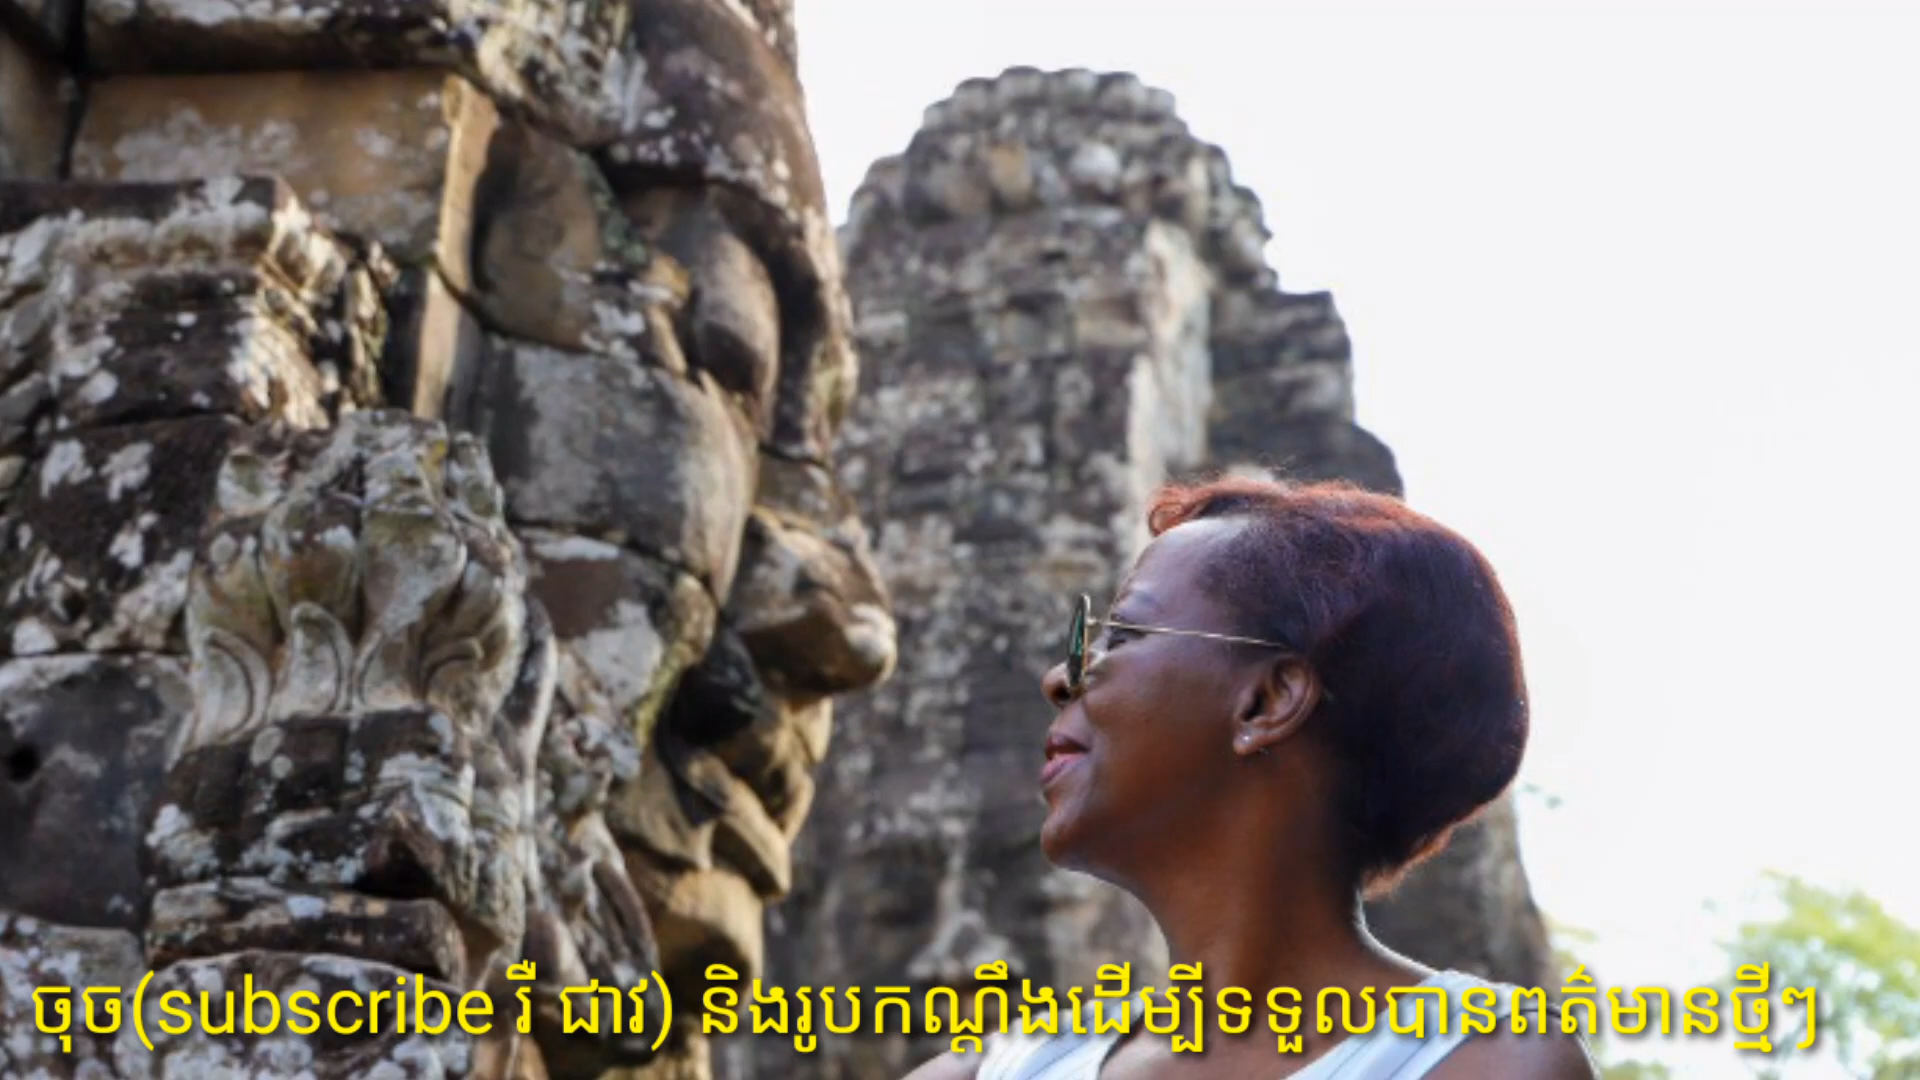 ចុច(subscribe រឺ ជាវ) និងរូបកណ្ដឹងដើម្បីទទួលបានពត៌មានថ្មីៗ